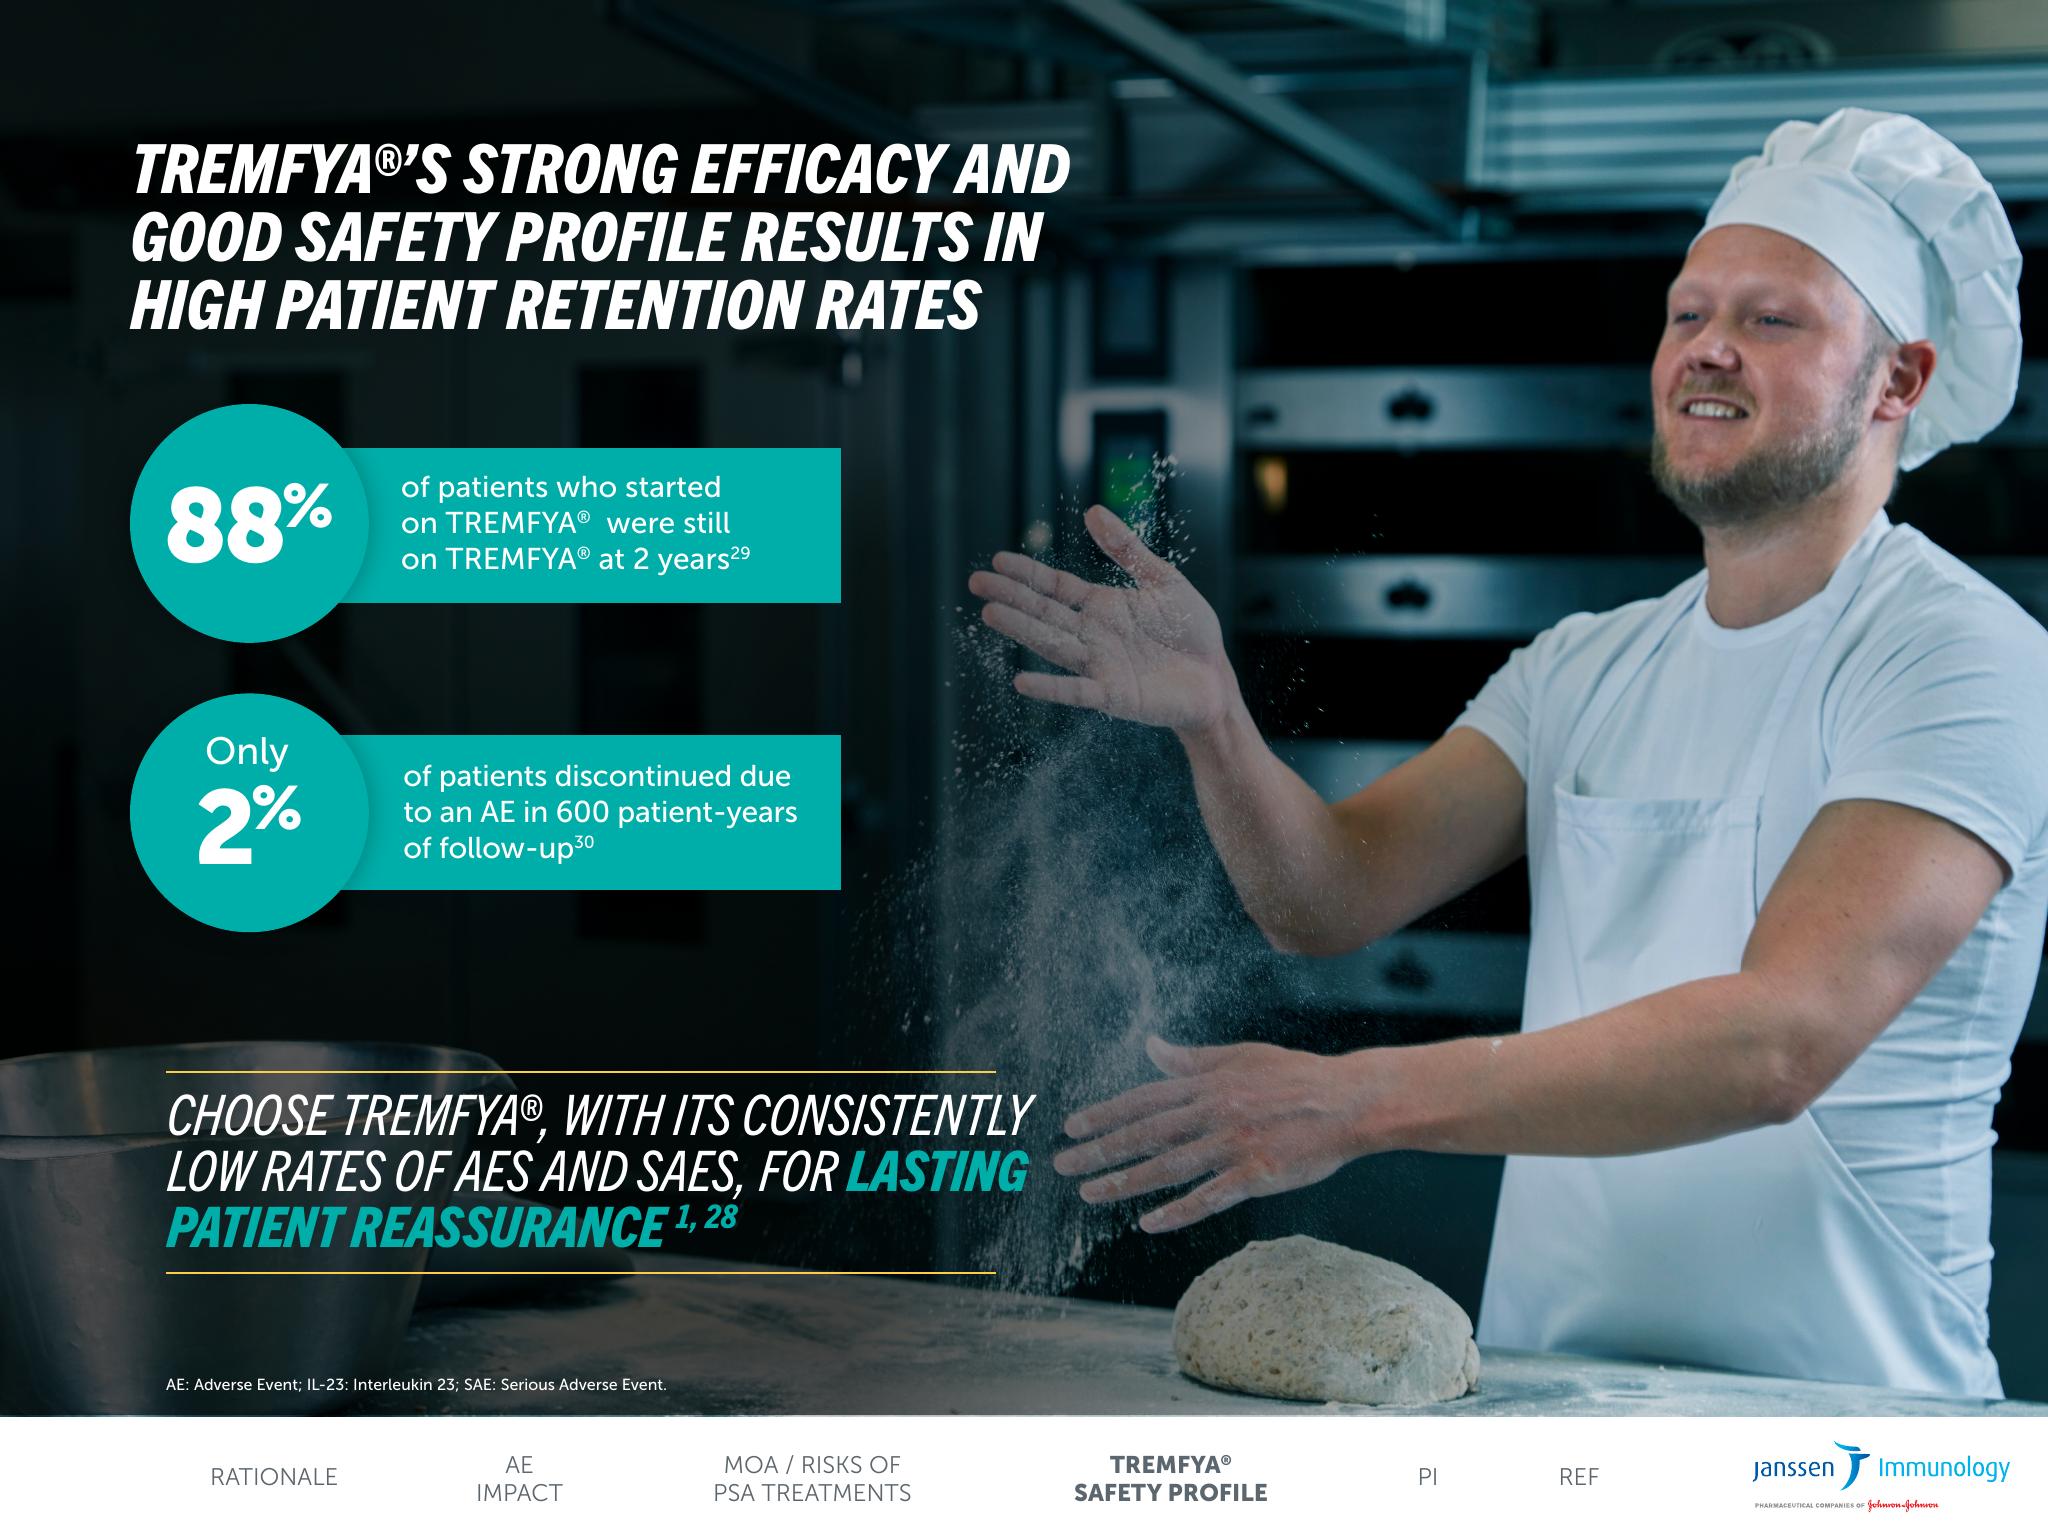 TREMFYA®'S STRONG EFFICACY AND
GOOD SAFETY PROFILE RESULTS IN
HIGH PATIENT RETENTION RATES
88%
of patients who started
on TREMFYA® were still
on TREMFYA® at 2 years29
Only
2%
of patients discontinued due
to an AE in 600 patient-years
of follow-up30
CHOOSE TREMFYA®, WITH ITS CONSISTENTLY
LOW RATES OF AES AND SAES, FOR LASTING
PATIENT REASSURANCE 1, 28
AE: Adverse Event; IL-23: Interleukin 23; SAE: Serious Adverse Event.
RATIONALE
AE
IMPACT
MOA / RISKS OF
PSA TREATMENTS
TREMFYA®
SAFETY PROFILE
PI
REF
janssen Immunology
PHARMACEUTICAL COMPANIES OF Johnson & Johnson